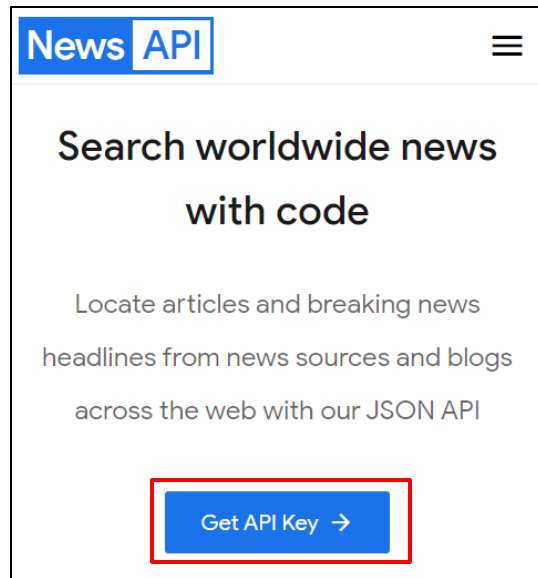 News API
Search worldwide news
with code
Locate articles and breaking news
headlines from news sources and blogs
across the web with our JSON API
Get API Key →